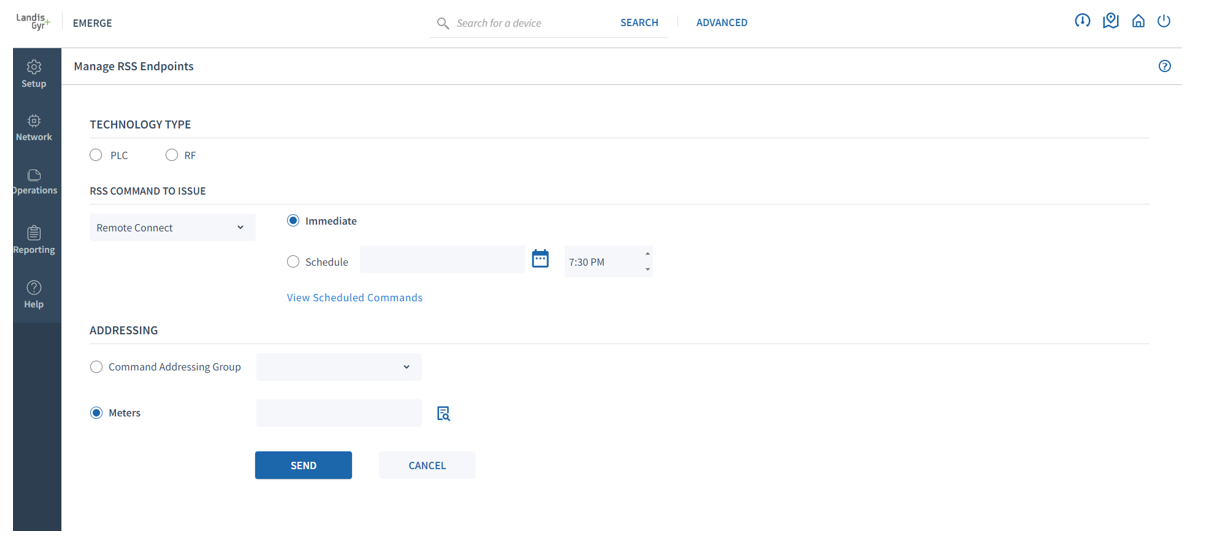 Landis Gyr+ EMERGE Search for a device SEARCH ADVANCED
Manage RSS Endpoints
Setup
Network
Operations
Reporting
Help
TECHNOLOGY TYPE
PLC RF
RSS COMMAND TO ISSUE
Remote Connect Immediate
Schedule 7:30 PM
View Scheduled Commands
ADDRESSING
Command Addressing Group
Meters
SEND CANCEL